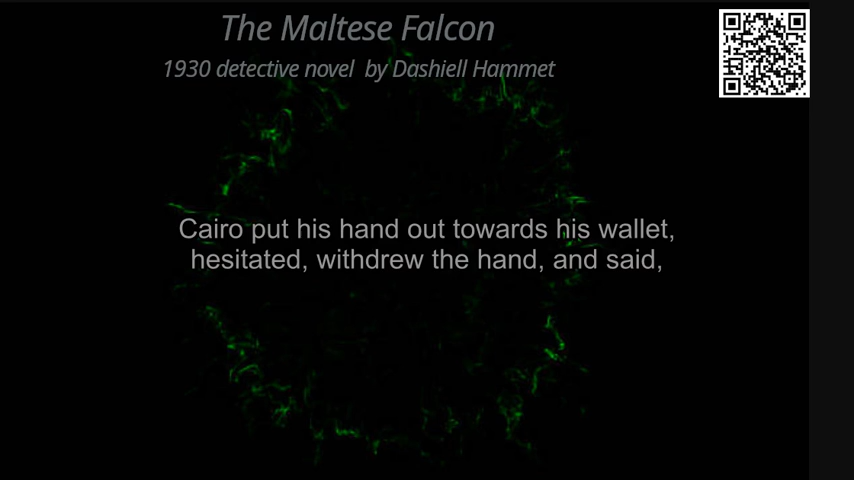 The Maltese Falcon
1930 detective novel by Dashiell Hammet
Cairo put his hand out towards his wallet,
hesitated, withdrew the hand, and said,